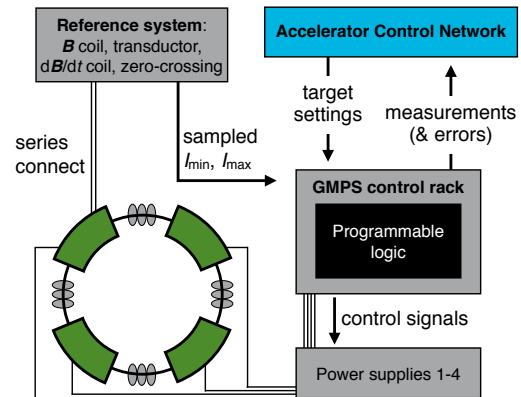 Reference system:
B coil, transductor,
dB/dt coil, zero-crossing
Accelerator Control Network
target
settings
measurements
(& errors)
series
connect
sampled
Imin, Imax
GMPS control rack
Programmable
logic
control signals
Power supplies 1-4